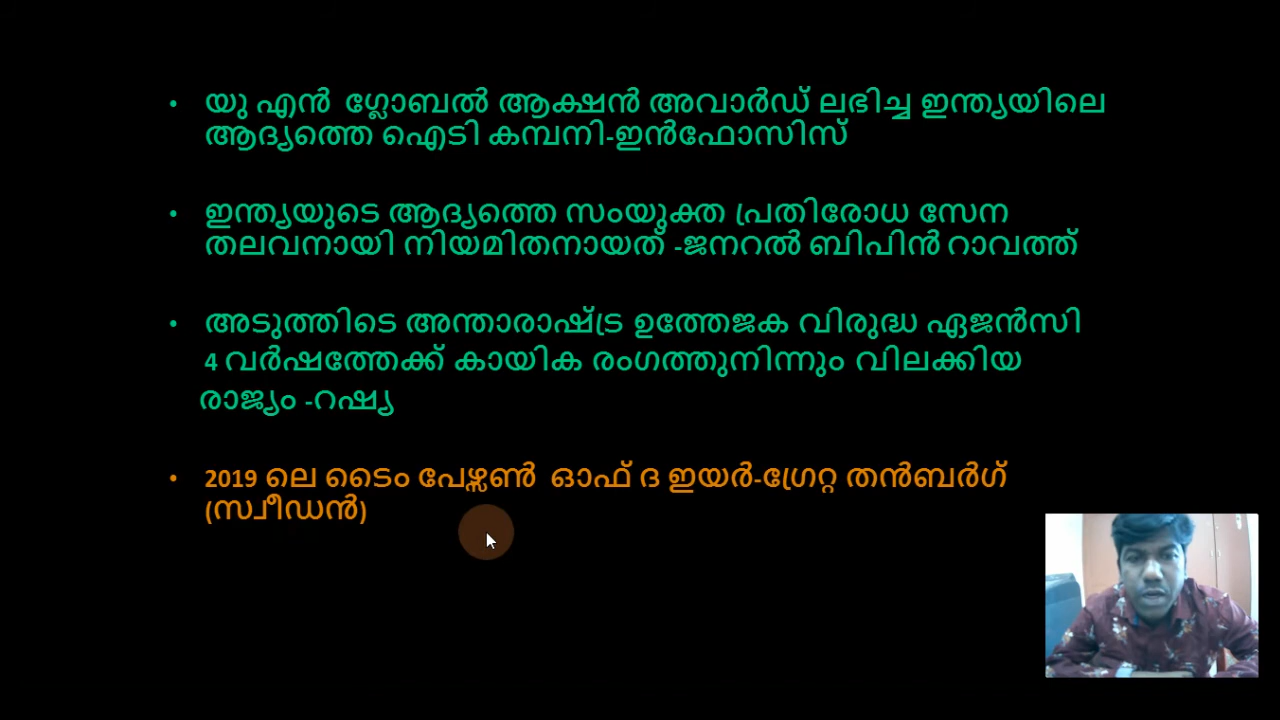 • യു എൻ ഗ്ലോബൽ ആക്ഷൻ അവാർഡ് ലഭിച്ച ഇന്ത്യയിലെ
ആദ്യത്തെ ഐടി കമ്പനി-ഇൻഫോസിസ്
• ഇന്ത്യയുടെ ആദ്യത്തെ സംയുക്ത പ്രതിരോധ സേന
തലവനായി നിയമിതനായത് -ജനറൽ ബിപിൻ റാവത്ത്
• അടുത്തിടെ അന്താരാഷ്ട്ര ഉത്തേജക വിരുദ്ധ ഏജൻസി
4 വർഷത്തേക്ക് കായിക രംഗത്തുനിന്നും വിലക്കിയ
രാജ്യം -റഷ്യ
• 2019 ലെ ടൈം പേഴ്സൺ ഓഫ് ദ ഇയർ-ഗ്രേറ്റ തൻബർഗ്
(സ്വീഡൻ)